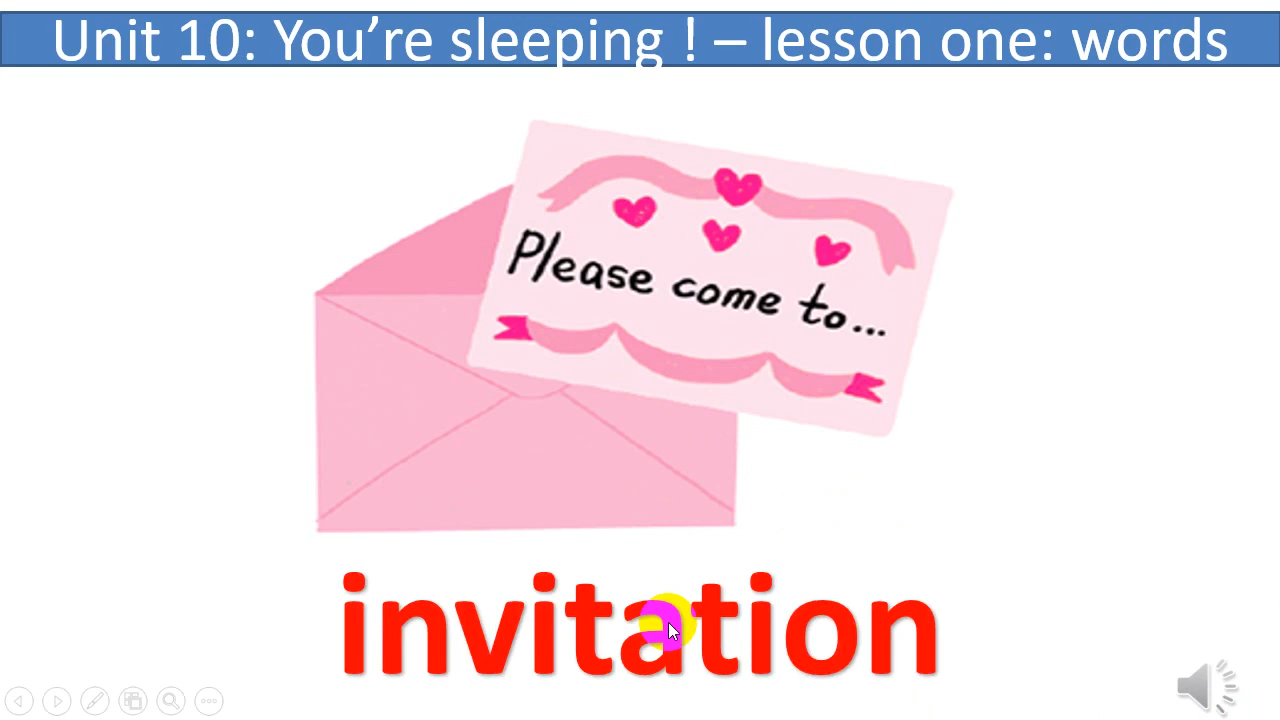 Unit 10: You’re sleeping ! – lesson one: words
Please come to...
invitation